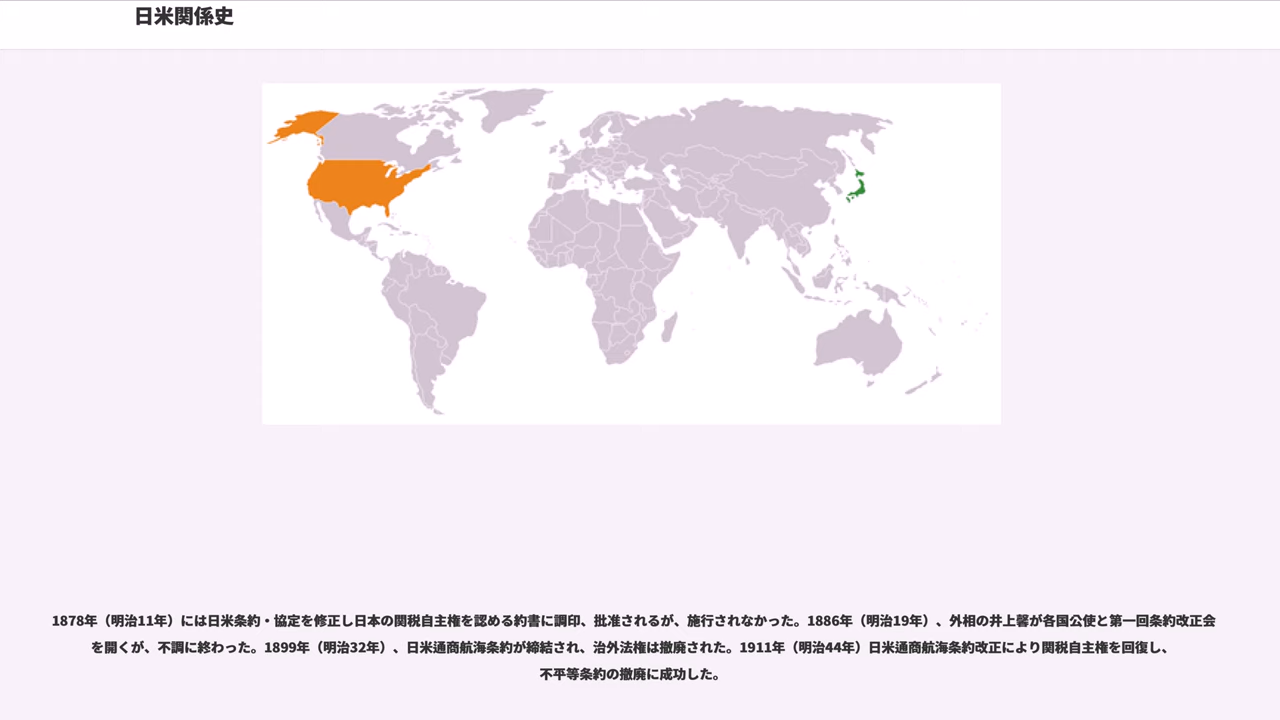 日米関係史
1878年（明治11年）には日米条約・協定を修正し日本の関税自主権を認める約書に調印、批准されるが、施行されなかった。1886年（明治19年）、外相の井上馨が各国公使と第一回条約改正会
を開くが、不調に終わった。1899年（明治32年）、日米通商航海条約が締結され、治外法権は撤廃された。1911年（明治44年）日米通商航海条約改正により関税自主権を回復し、
不平等条約の撤廃に成功した。